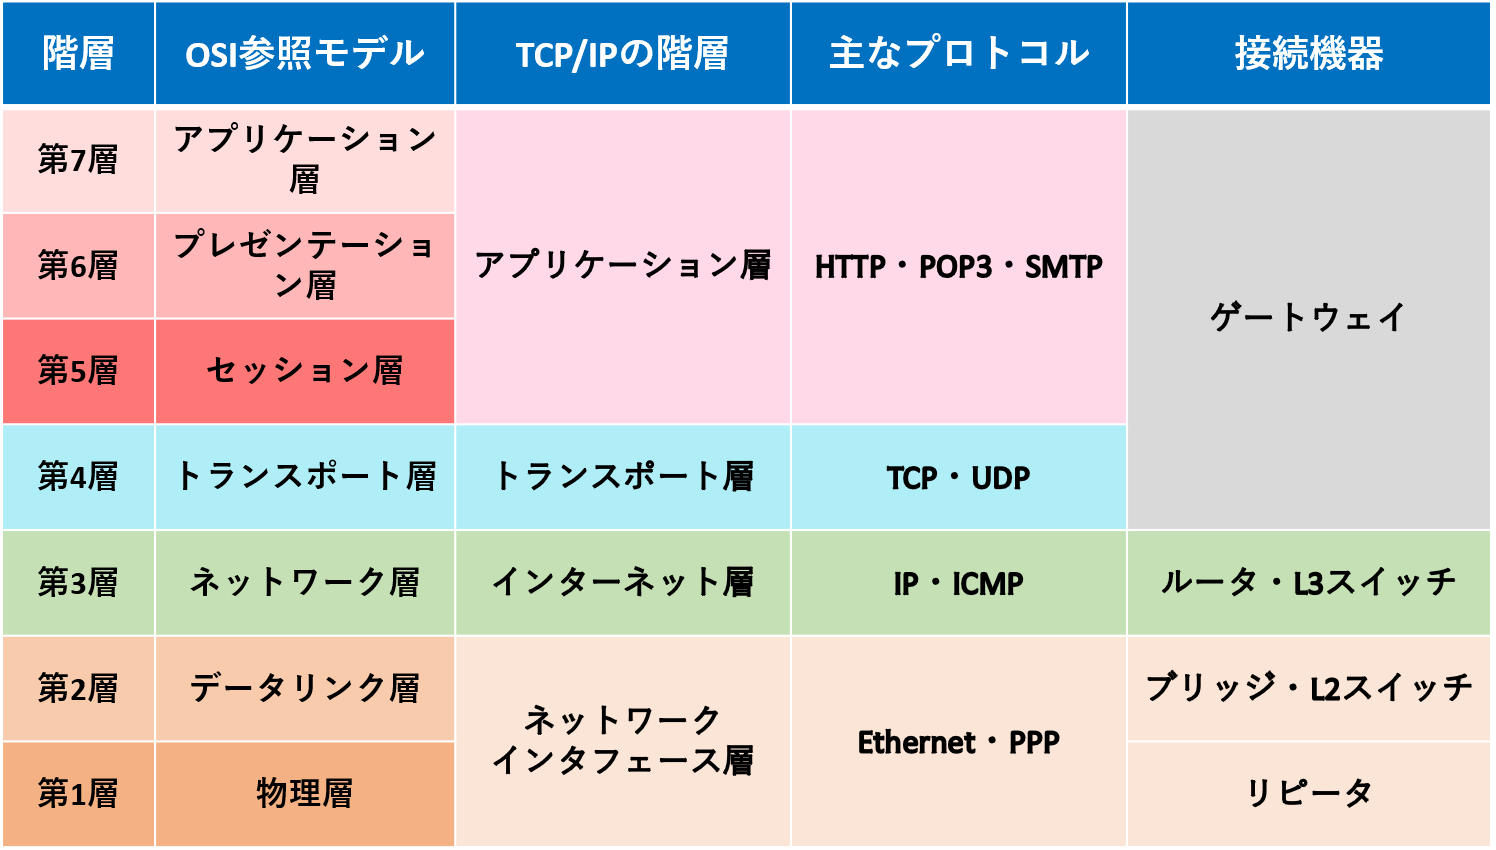 階層 OSI参照モデル TCP/IPの階層 主なプロトコル 接続機器
第7層
アプリケーション
層
第6層
プレゼンテーショ
ン層
アプリケーション層
HTTP・POP3・SMTP
ゲートウェイ
第5層
セッション層
第4層
トランスポート層
トランスポート層
TCP・UDP
第3層
ネットワーク層
インターネット層
IP・ICMP
ルータ・L3スイッチ
第2層
データリンク層
ネットワーク
インタフェース層
Ethernet・PPP
ブリッジ・L2スイッチ
第1層
物理層
リピータ